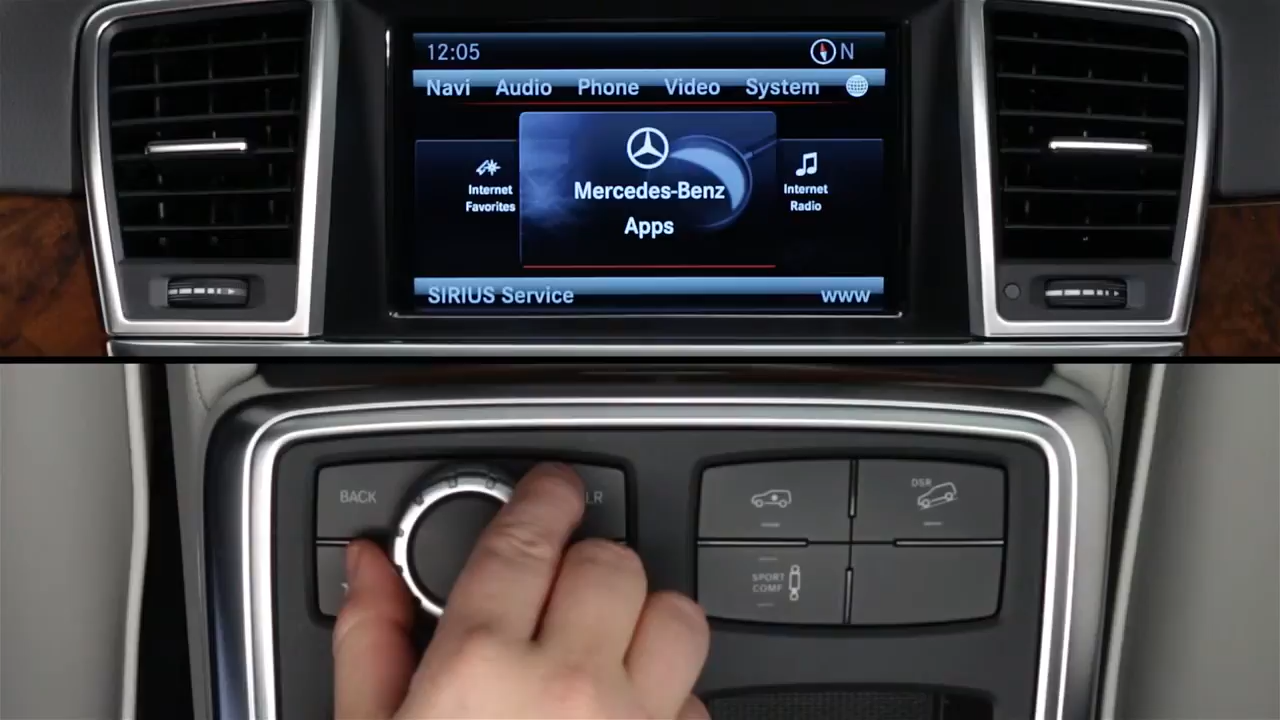 12:05 N
Navi Audio Phone Video System
Internet
Favorites
Mercedes-Benz
Apps
Internet
Radio
SIRIUS Service www
BACK
LR
DSR
SPORT
COMF